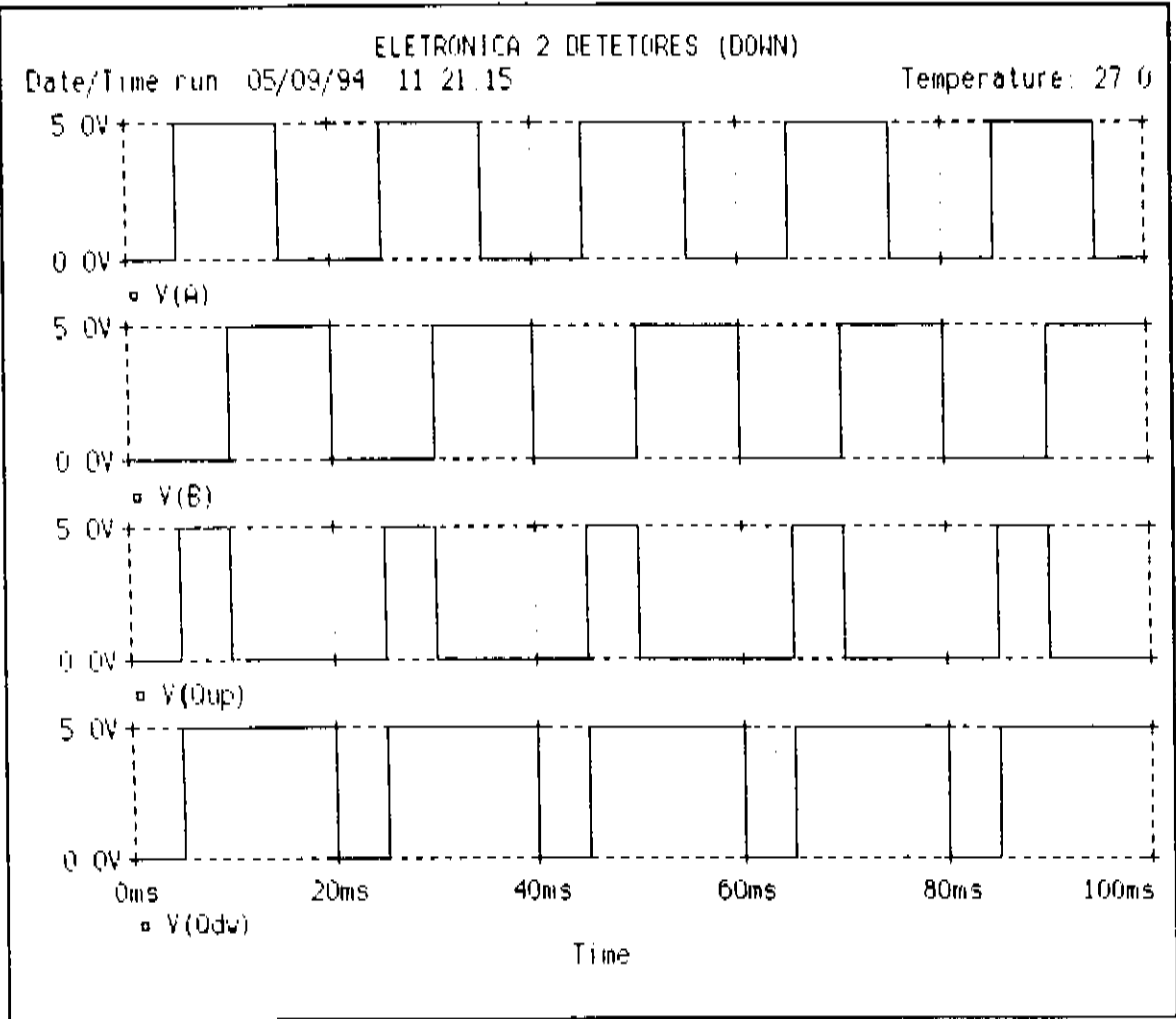 ELETRONICA 2 DETETORES (DOWN)
Date/Time run 05/09/94 11 21.15
Temperature: 27 0
5 0V
0 0V
V(A)
5 0V
0 0V
V(B)
5 0V
0 0V
V(Qup)
5 0V
0 0V
0ms 20ms 40ms 60ms 80ms 100ms
V(Qdw)
Time